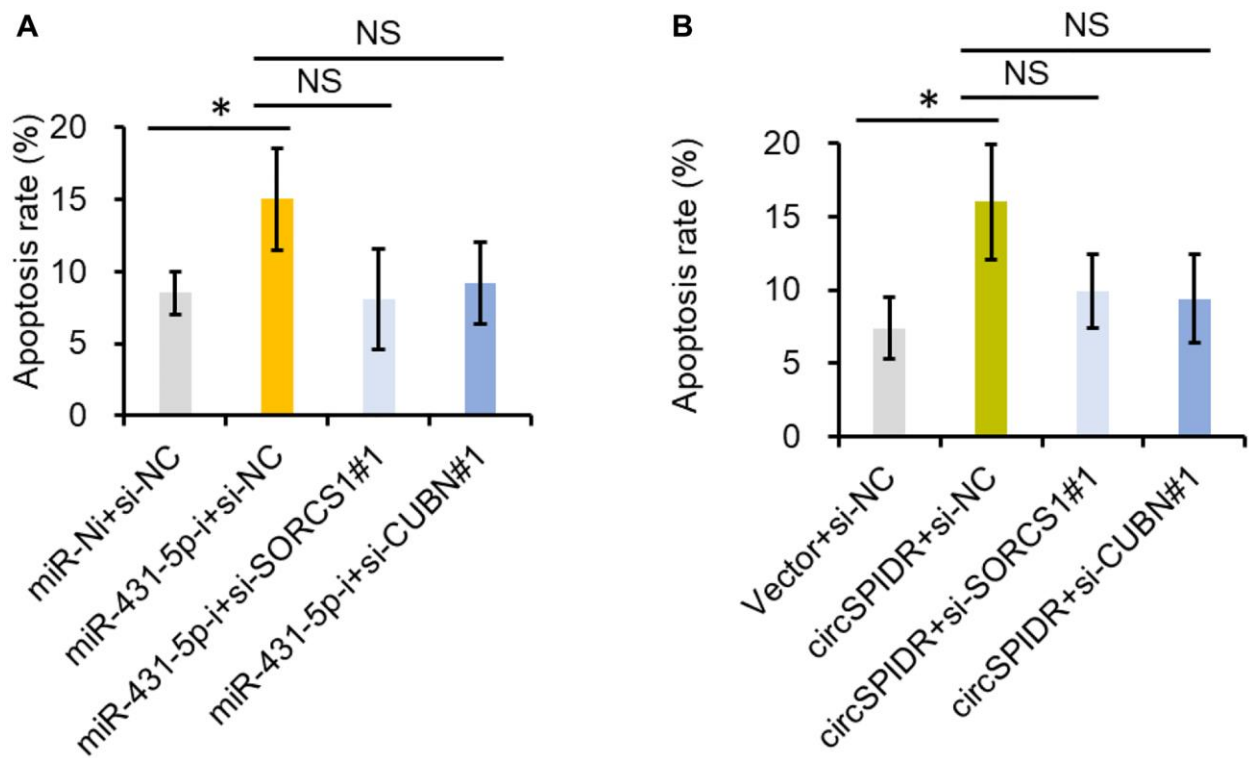 A
NS
NS
*
Apoptosis rate (%)
20
15
10
5
0
miR-Ni+si-NC
miR-431-5p-i+si-NC
miR-431-5p-i+si-SORCS1#1
miR-431-5p-i+si-CUBN#1
B
NS
NS
*
Apoptosis rate (%)
20
15
10
5
0
Vector+si-NC
circSPIDR+si-NC
circSPIDR+si-SORCS1#1
circSPIDR+si-CUBN#1